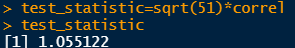 > test_statistic=sqrt(51)*correl
> test_statistic
[1] 1.055122